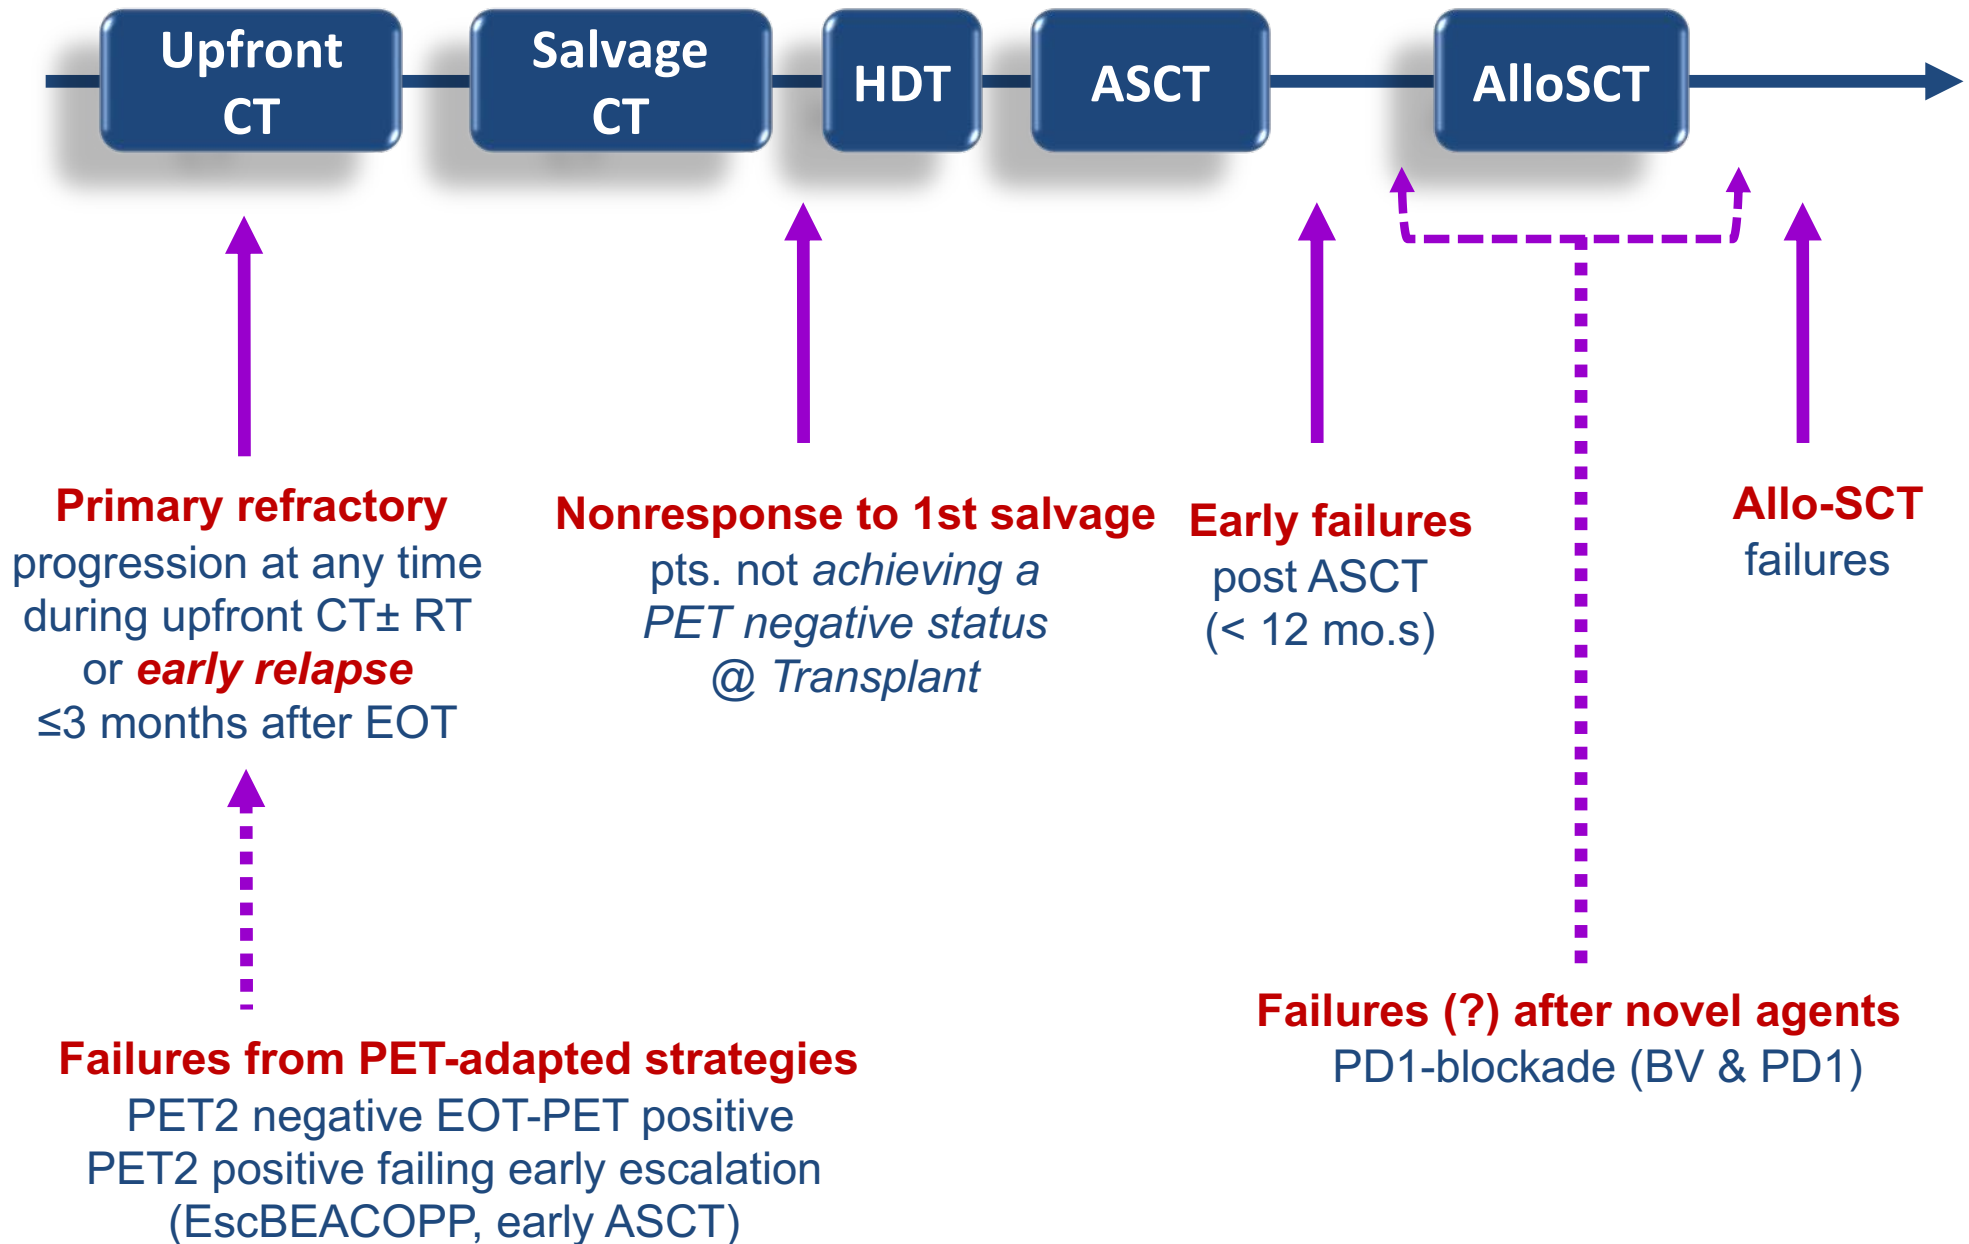 Upfront
CT
Salvage
CT
HDT
ASCT
AlloSCT
Primary refractory
progression at any time
during upfront CT± RT
or early relapse
≤3 months after EOT
Nonresponse to 1st salvage
pts. not achieving a
PET negative status
@ Transplant
Early failures
post ASCT
(< 12 mo.s)
Allo-SCT
failures
Failures from PET-adapted strategies
PET2 negative EOT-PET positive
PET2 positive failing early escalation
(EscBEACOPP, early ASCT)
Failures (?) after novel agents
PD1-blockade (BV & PD1)